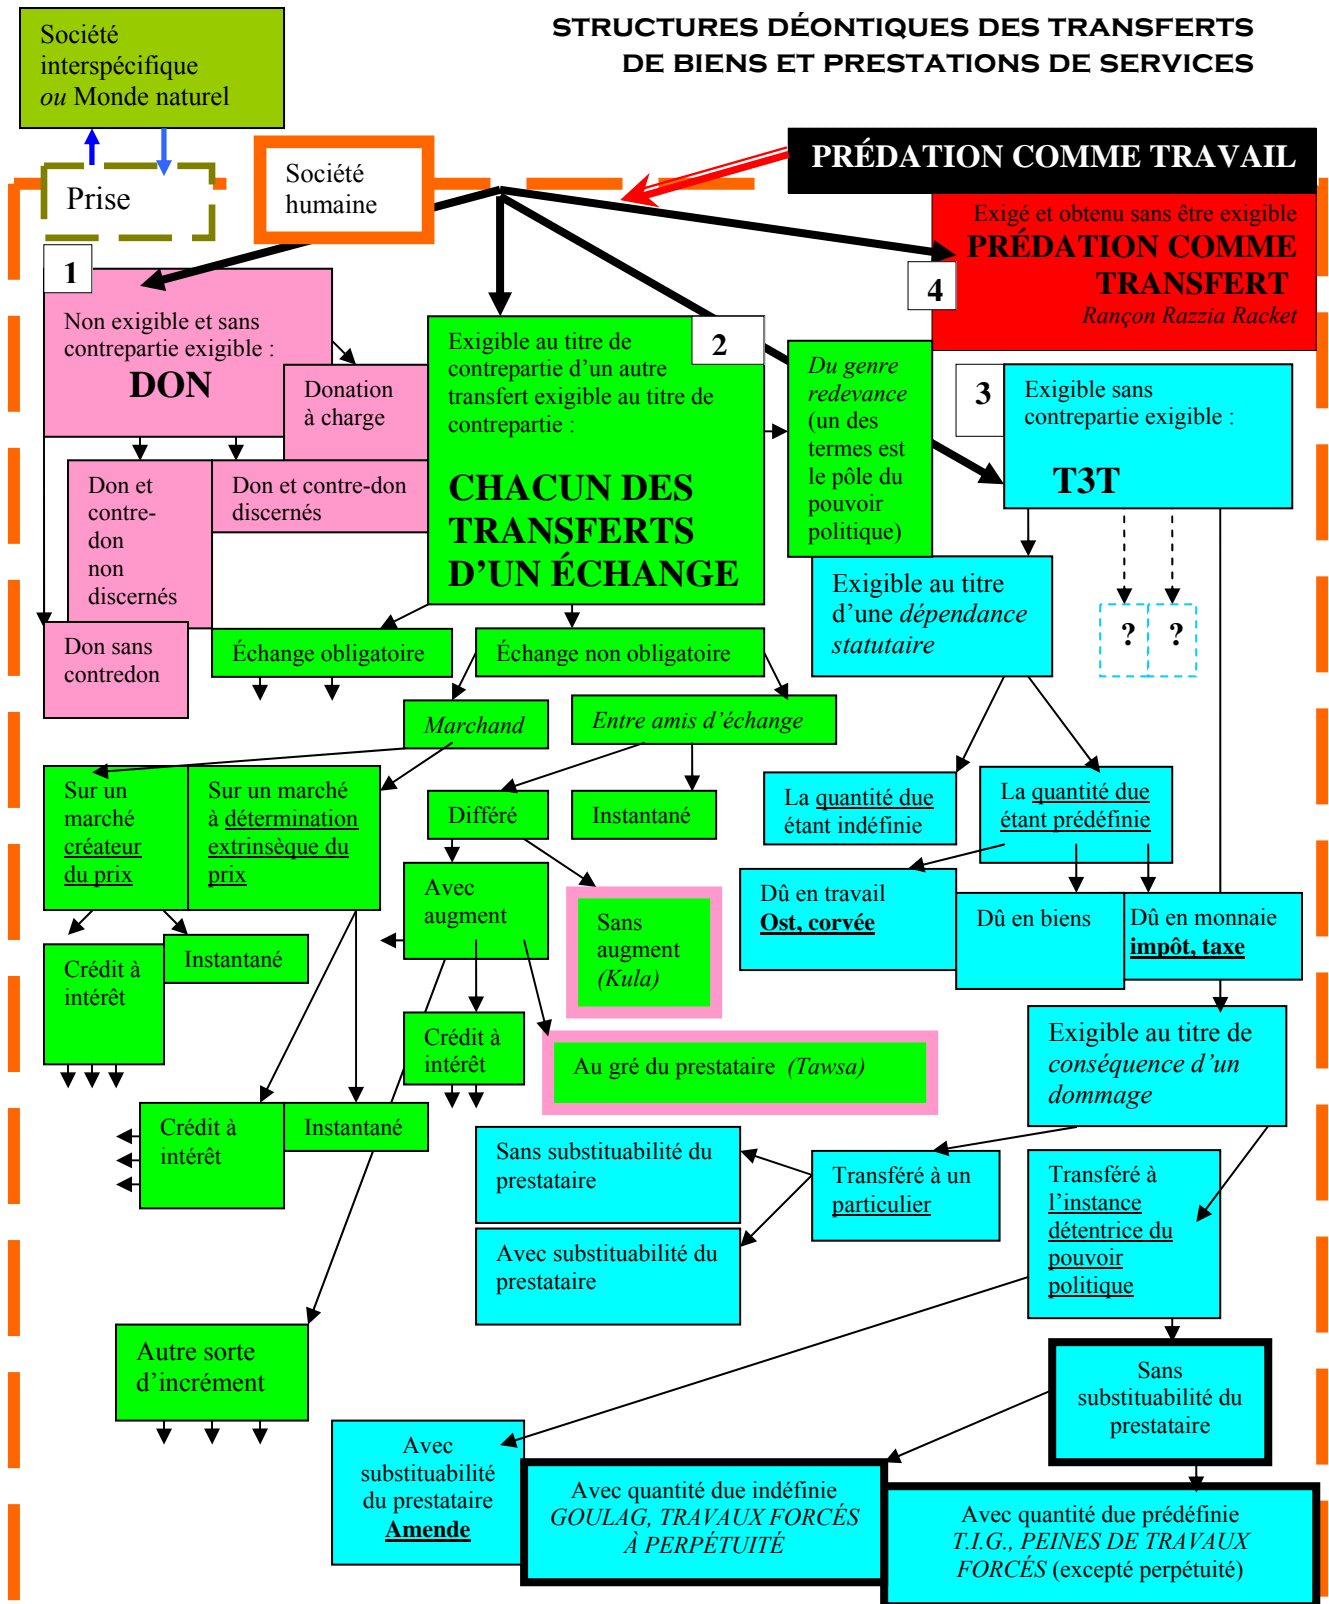 STRUCTURES DÉONTIQUES DES TRANSFERTS
DE BIENS ET PRESTATIONS DE SERVICES
Société
interspécifique
ou Monde naturel
Prise
Société
humaine
PRÉDATION COMME TRAVAIL
Exigé et obtenu sans être exigible
PRÉDATION COMME
TRANSFERT
Rançon Razzia Racket
4
1
Non exigible et sans
contrepartie exigible :
DON
Donation
à charge
Don et
contre-
don
non
discernés
Don et contre-don
discernés
Don sans
contredon
2
Exigible au titre de
contrepartie d’un autre
transfert exigible au titre de
contrepartie :
CHACUN DES
TRANSFERTS
D’UN ÉCHANGE
Du genre
redevance
(un des
termes est
le pôle du
pouvoir
politique)
3
Exigible sans
contrepartie exigible :
T3T
Exigible au titre
d’une dépendance
statutaire
?
?
Échange obligatoire
Échange non obligatoire
Marchand
Entre amis d’échange
Sur un
marché
créateur
du prix
Sur un marché
à détermination
extrinsèque du
prix
Différé
Instantané
La quantité due
étant indéfinie
La quantité due
étant prédéfinie
Avec
augment
Sans
augment
(Kula)
Dû en travail
Ost, corvée
Dû en biens
Dû en monnaie
impôt, taxe
Crédit à
intérêt
Instantané
Crédit à
intérêt
Au gré du prestataire (Tawsa)
Exigible au titre de
conséquence d’un
dommage
Crédit à
intérêt
Instantané
Sans substituabilité du
prestataire
Avec substituabilité du
prestataire
Transféré à un
particulier
Transféré à
l’instance
détentrice du
pouvoir
politique
Autre sorte
d’incrément
Sans
substituabilité du
prestataire
Avec
substituabilité
du prestataire
Amende
Avec quantité due indéfinie
GOULAG, TRAVAUX FORCÉS
À PERPÉTUITÉ
Avec quantité due prédéfinie
T.I.G., PEINES DE TRAVAUX
FORCÉS (excepté perpétuité)